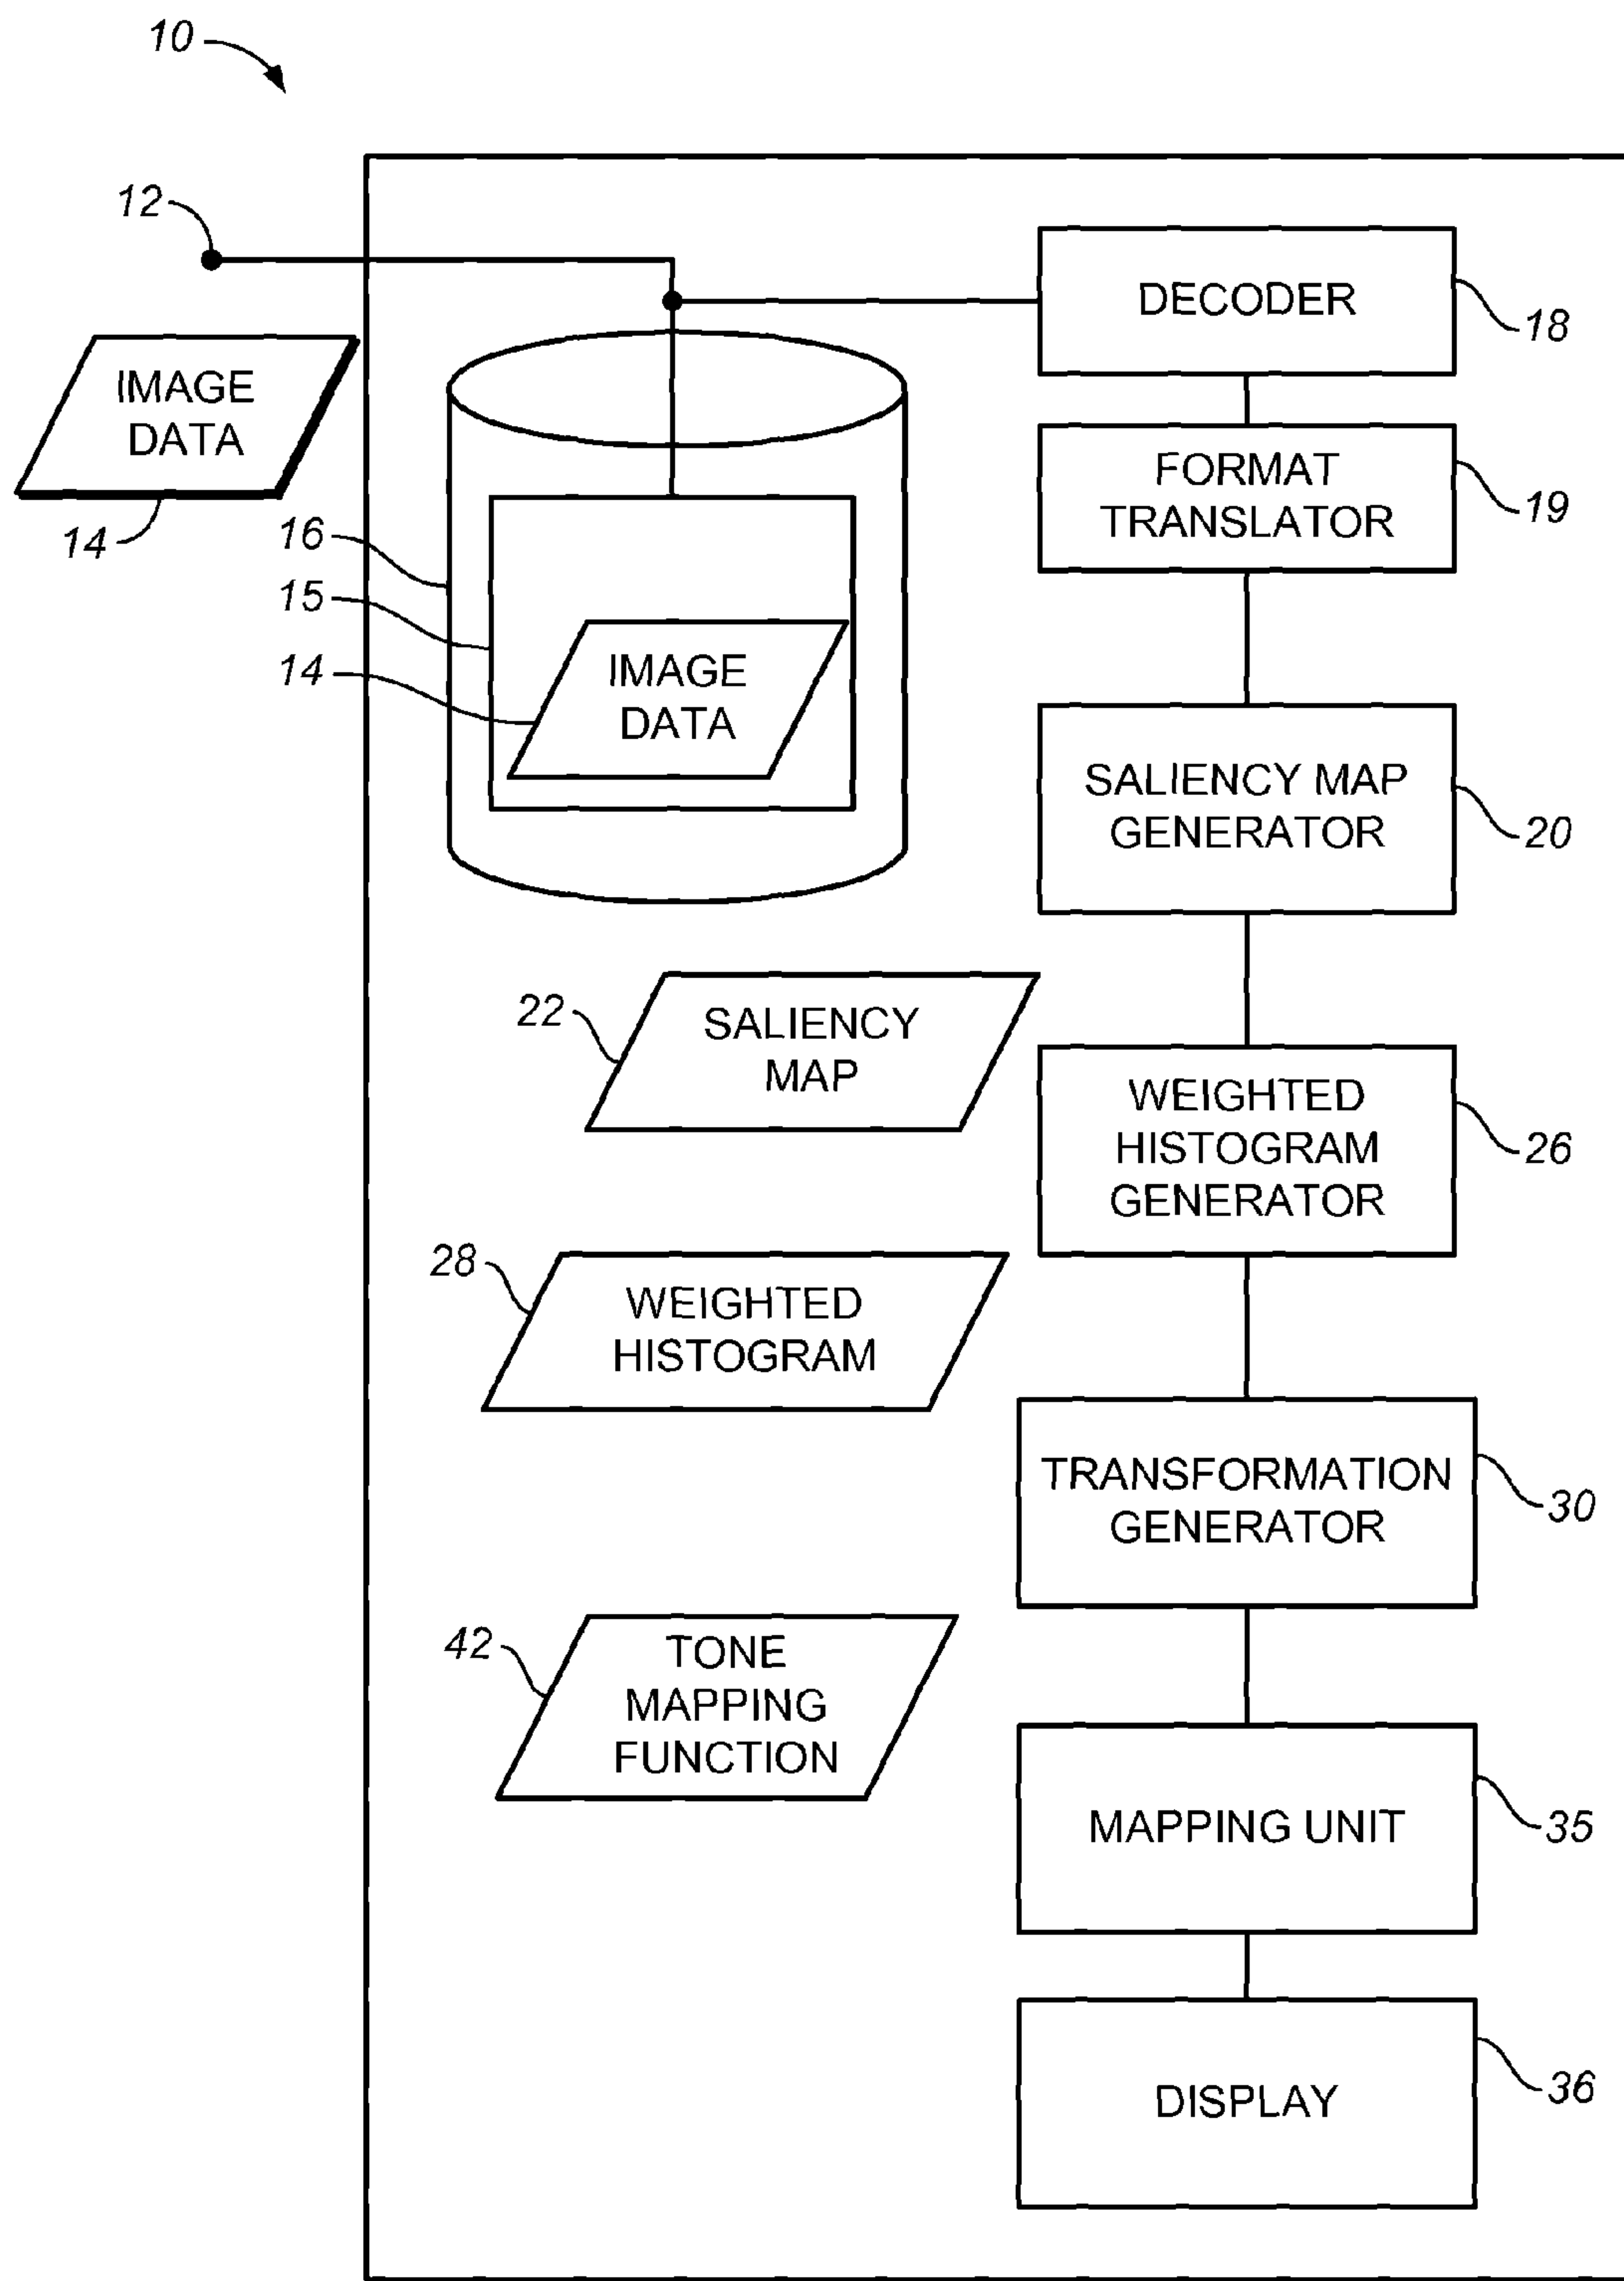 10
12
DECODER
18
IMAGE
DATA
14
FORMAT
TRANSLATOR
19
16
15
14
IMAGE
DATA
SALIENCY MAP
GENERATOR
20
22
SALIENCY
MAP
WEIGHTED
HISTOGRAM
GENERATOR
26
28
WEIGHTED
HISTOGRAM
TRANSFORMATION
GENERATOR
30
42
TONE
MAPPING
FUNCTION
MAPPING UNIT
35
DISPLAY
36